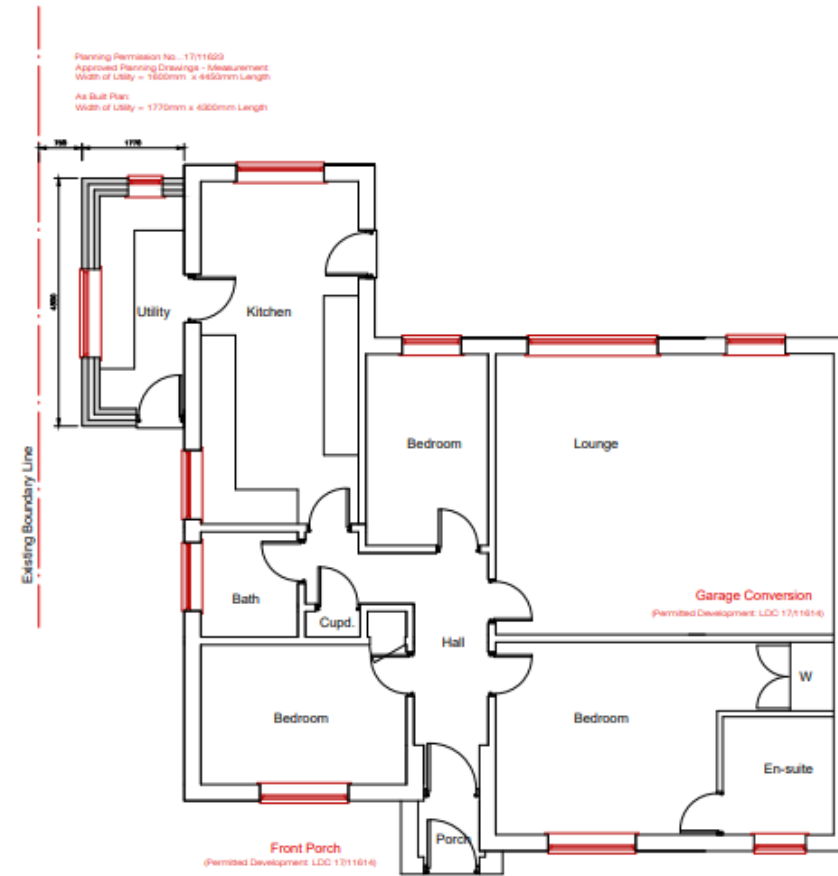 Planning Permission No.. 17/11623
Approved Planning Drawings - Measurement
Width of Utility = 1600mm x 4450mm Length
As Built Plan:
Width of Utility = 1770mm x 4300mm Length
1770
Utility
Kitchen
Bedroom
Lounge
Existing Boundary Line
Garage Conversion
(Permitted Development: LDC 17/11614)
Bath
Cupd.
Hall
W
Bedroom
Bedroom
En-suite
Porch
Front Porch
(Permitted Development: LDC 17/11614)